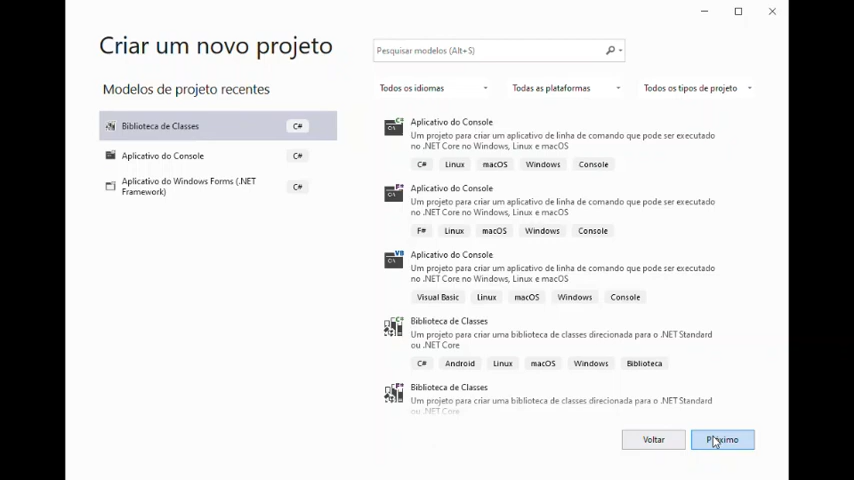 Criar um novo projeto
Pesquisar modelos (Alt+S)
Modelos de projeto recentes
Todos os idiomas
Todas as plataformas
Todos os tipos de projeto
Biblioteca de Classes
C#
Aplicativo do Console
C#
Aplicativo do Windows Forms (.NET
Framework)
C#
Aplicativo do Console
Um projeto para criar um aplicativo de linha de comando que pode ser executado
no .NET Core no Windows, Linux e macOS
C# Linux macOS Windows Console
Aplicativo do Console
Um projeto para criar um aplicativo de linha de comando que pode ser executado
no .NET Core no Windows, Linux e macOS
F# Linux macOS Windows Console
Aplicativo do Console
Um projeto para criar um aplicativo de linha de comando que pode ser executado
no .NET Core no Windows, Linux e macOS
Visual Basic Linux macOS Windows Console
Biblioteca de Classes
Um projeto para criar uma biblioteca de classes direcionada para o .NET Standard
ou .NET Core
C# Android Linux macOS Windows Biblioteca
Biblioteca de Classes
Um projeto para criar uma biblioteca de classes direcionada para o .NET Standard
ou .NET Core
Voltar
Próximo